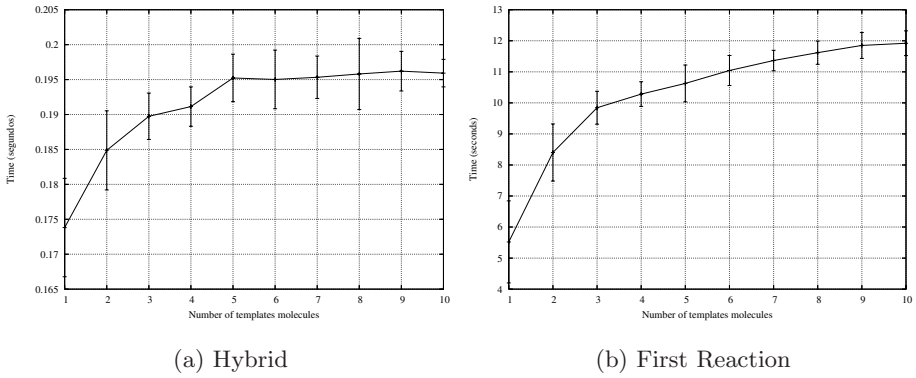 0.205
0.2
0.195
0.19
0.185
0.18
0.175
0.17
0.165
Time (segundos)
1 2 3 4 5 6 7 8 9 10
Number of templates molecules
(a) Hybrid
13
12
11
10
9
8
7
6
5
4
Time (seconds)
1 2 3 4 5 6 7 8 9 10
Number of templates molecules
(b) First Reaction